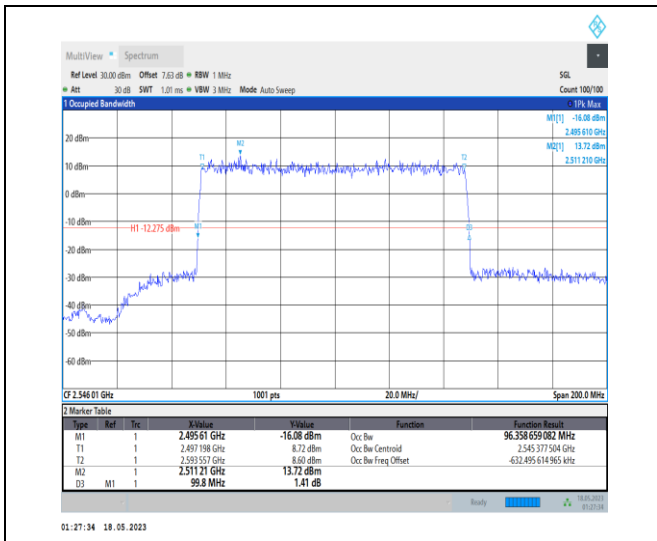 MultiView Spectrum
Ref Level 30.00 dBm Offset 7.63 dB RBW 1 MHz SGL
Att 30 dB SWT 1.01 ms VBW 3 MHz Mode Auto Sweep Count 100/100
1 Occupied Bandwidth 1Pk Max
M1[1] -16.08 dBm
2.495 610 GHz
M2[1] 13.72 dBm
2.511 210 GHz
20 dBm
M2
T1 T2
10 dBm
0 dBm
-10 dBm
H1 -12.275 dBm M1 D3
-20 dBm
-30 dBm
-40 dBm
-50 dBm
-60 dBm
CF 2.546 01 GHz 1001 pts 20.0 MHz/ Span 200.0 MHz
2 Marker Table
Type Ref Trc X-Value Y-Value Function Function Result
M1 1 2.495 61 GHz -16.08 dBm Occ Bw 96.358 659 082 MHz
T1 1 2.497 198 GHz 8.72 dBm Occ Bw Centroid 2.545 377 504 GHz
T2 1 2.593 557 GHz 8.60 dBm Occ Bw Freq Offset -632.495 614 965 kHz
M2 1 2.511 21 GHz 13.72 dBm
D3 M1 1 99.8 MHz 1.41 dB
Ready 18.05.2023
01:27:34
01:27:34 18.05.2023